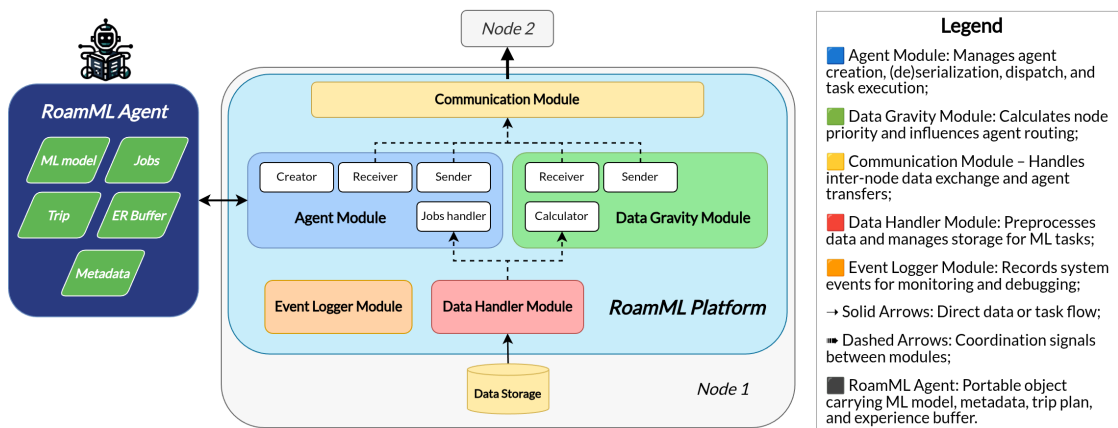 Node 2
RoamML Agent
ML model
Jobs
Trip
ER Buffer
Metadata
Communication Module
Creator
Receiver
Sender
Agent Module
Jobs handler
Receiver
Sender
Calculator
Data Gravity Module
Event Logger Module
Data Handler Module
RoamML Platform
Data Storage
Node 1
Legend
Agent Module: Manages agent
creation, (de)serialization, dispatch, and
task execution;
Data Gravity Module: Calculates node
priority and influences agent routing;
Communication Module – Handles
inter-node data exchange and agent
transfers;
Data Handler Module: Preprocesses
data and manages storage for ML tasks;
Event Logger Module: Records system
events for monitoring and debugging;
→ Solid Arrows: Direct data or task flow;
➠ Dashed Arrows: Coordination signals
between modules;
RoamML Agent: Portable object
carrying ML model, metadata, trip plan,
and experience buffer.